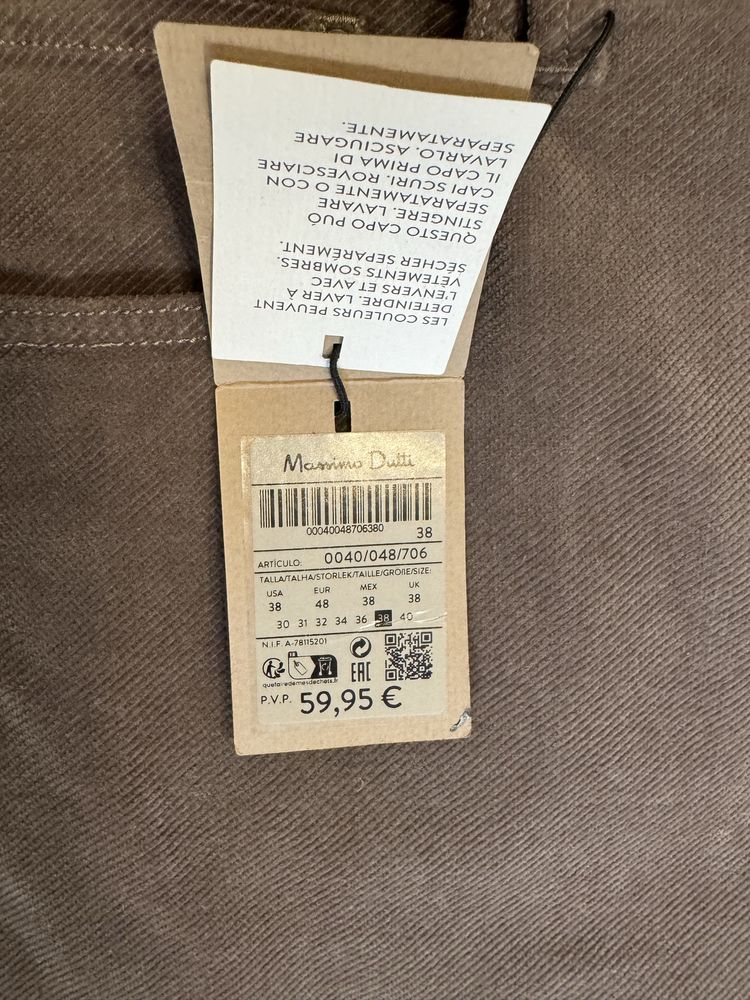 LES COULEURS PEUVENT
DÉTEINDRE. LAVER À
L'ENVERS ET AVEC
VÊTEMENTS SOMBRES.
SÉCHER SEPARÉMENT.
QUESTO CAPO PUÓ
STINGERE. LAVARE
SEPARATAMENTE O CON
CAPI SCURI. ROVESCIARE
IL CAPO PRIMA DI
LAVARLO. ASCIUGARE
SEPARATAMENTE.
Massimo Dutti
00040048706380
38
ARTÍCULO: 0040/048/706
TALLA/TALHA/STORLEK/TAILLE/GRÖßE/SIZE:
USA EUR MEX UK
38 48 38 38
30 31 32 34 36 38 40
N.I.F. A-78115201
EAC
quefairedemesdechets.fr
P.V.P. 59,95 €